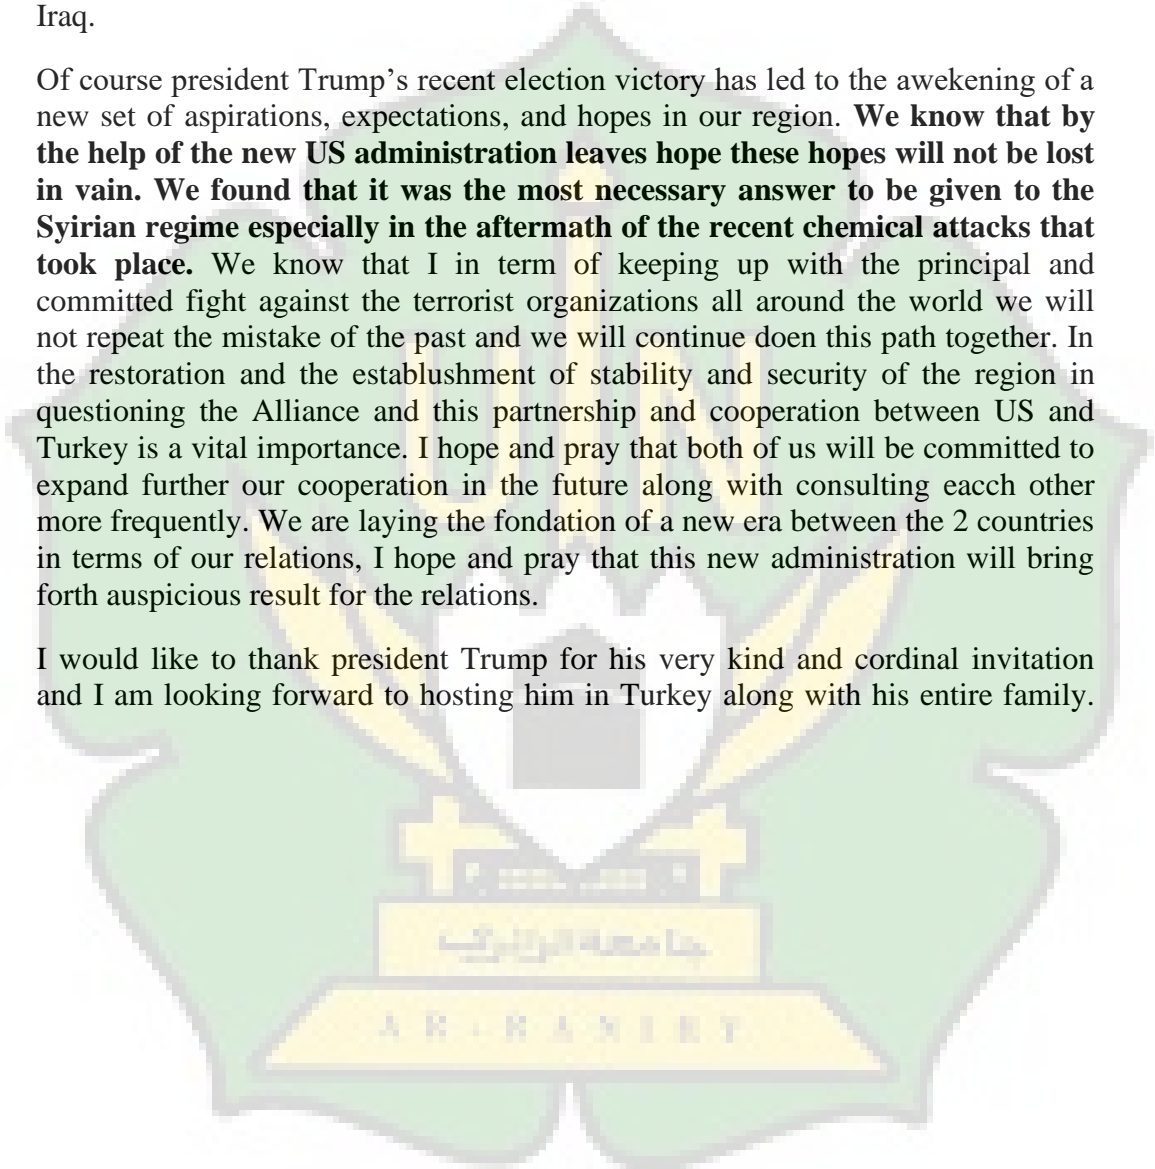 Iraq.
Of course president Trump’s recent election victory has led to the awekening of a
new set of aspirations, expectations, and hopes in our region. We know that by
the help of the new US administration leaves hope these hopes will not be lost
in vain. We found that it was the most necessary answer to be given to the
Syirian regime especially in the aftermath of the recent chemical attacks that
took place. We know that I in term of keeping up with the principal and
committed fight against the terrorist organizations all around the world we will
not repeat the mistake of the past and we will continue doen this path together. In
the restoration and the establushment of stability and security of the region in
questioning the Alliance and this partnership and cooperation between US and
Turkey is a vital importance. I hope and pray that both of us will be committed to
expand further our cooperation in the future along with consulting eacch other
more frequently. We are laying the fondation of a new era between the 2 countries
in terms of our relations, I hope and pray that this new administration will bring
forth auspicious result for the relations.
I would like to thank president Trump for his very kind and cordinal invitation
and I am looking forward to hosting him in Turkey along with his entire family.
UIN
جامعة الرانري
AR-RANIRY